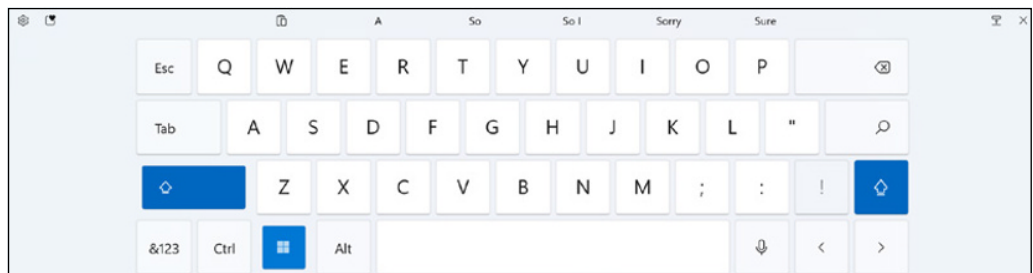 A So So I Sorry Sure
Esc Q W E R T Y U I O P
Tab A S D F G H J K L "
Z X C V B N M ; : !
&123 Ctrl Alt < >